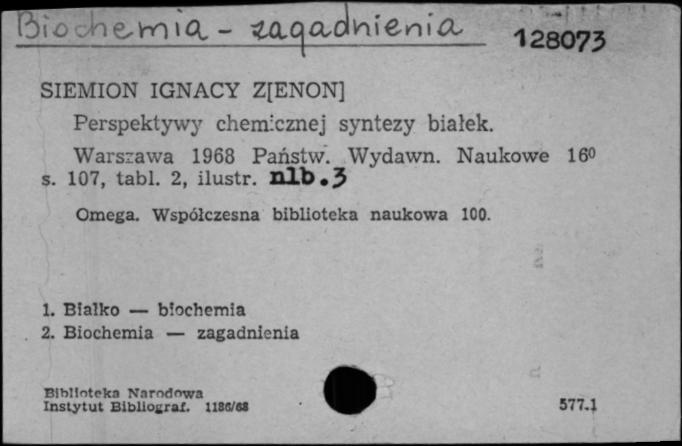 Biochemia - zagadnienia
128073
SIEMION IGNACY Z[ENON]
Perspektywy chemicznej syntezy białek.
Warszawa 1968 Państw. Wydawn. Naukowe 16⁰
s. 107, tabl. 2, ilustr. nlb.3
Omega. Współczesna biblioteka naukowa 100.
1. Białko — biochemia
2. Biochemia — zagadnienia
Biblioteka Narodowa
Instytut Bibliograf. 1186/68
577.1